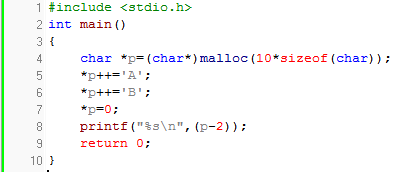 1 #include <stdio.h>
2 int main()
3 {
4     char *p=(char*)malloc(10*sizeof(char));
5     *p++='A';
6     *p++='B';
7     *p=0;
8     printf("%s\n",(p-2));
9     return 0;
10 }